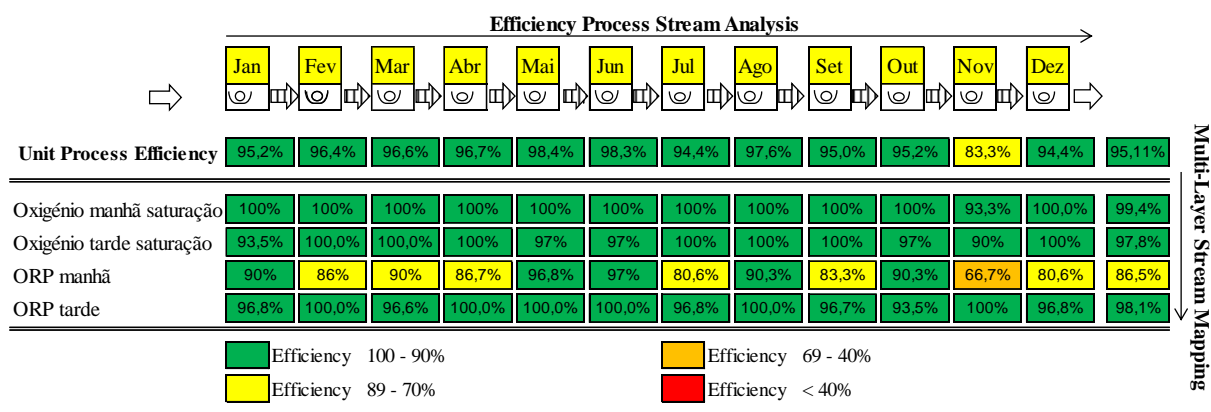 Efficiency Process Stream Analysis
Jan Fev Mar Abr Mai Jun Jul Ago Set Out Nov Dez
Unit Process Efficiency 95,2% 96,4% 96,6% 96,7% 98,4% 98,3% 94,4% 97,6% 95,0% 95,2% 83,3% 94,4% 95,11%
Oxigénio manhã saturação 100% 100% 100% 100% 100% 100% 100% 100% 100% 100% 93,3% 100,0% 99,4%
Oxigénio tarde saturação 93,5% 100,0% 100,0% 100% 97% 97% 100% 100% 100% 97% 90% 100% 97,8%
ORP manhã 90% 86% 90% 86,7% 96,8% 97% 80,6% 90,3% 83,3% 90,3% 66,7% 80,6% 86,5%
ORP tarde 96,8% 100,0% 96,6% 100,0% 100,0% 100,0% 96,8% 100,0% 96,7% 93,5% 100% 96,8% 98,1%
Multi-Layer Stream Mapping
Efficiency 100 - 90% Efficiency 69 - 40%
Efficiency 89 - 70% Efficiency < 40%